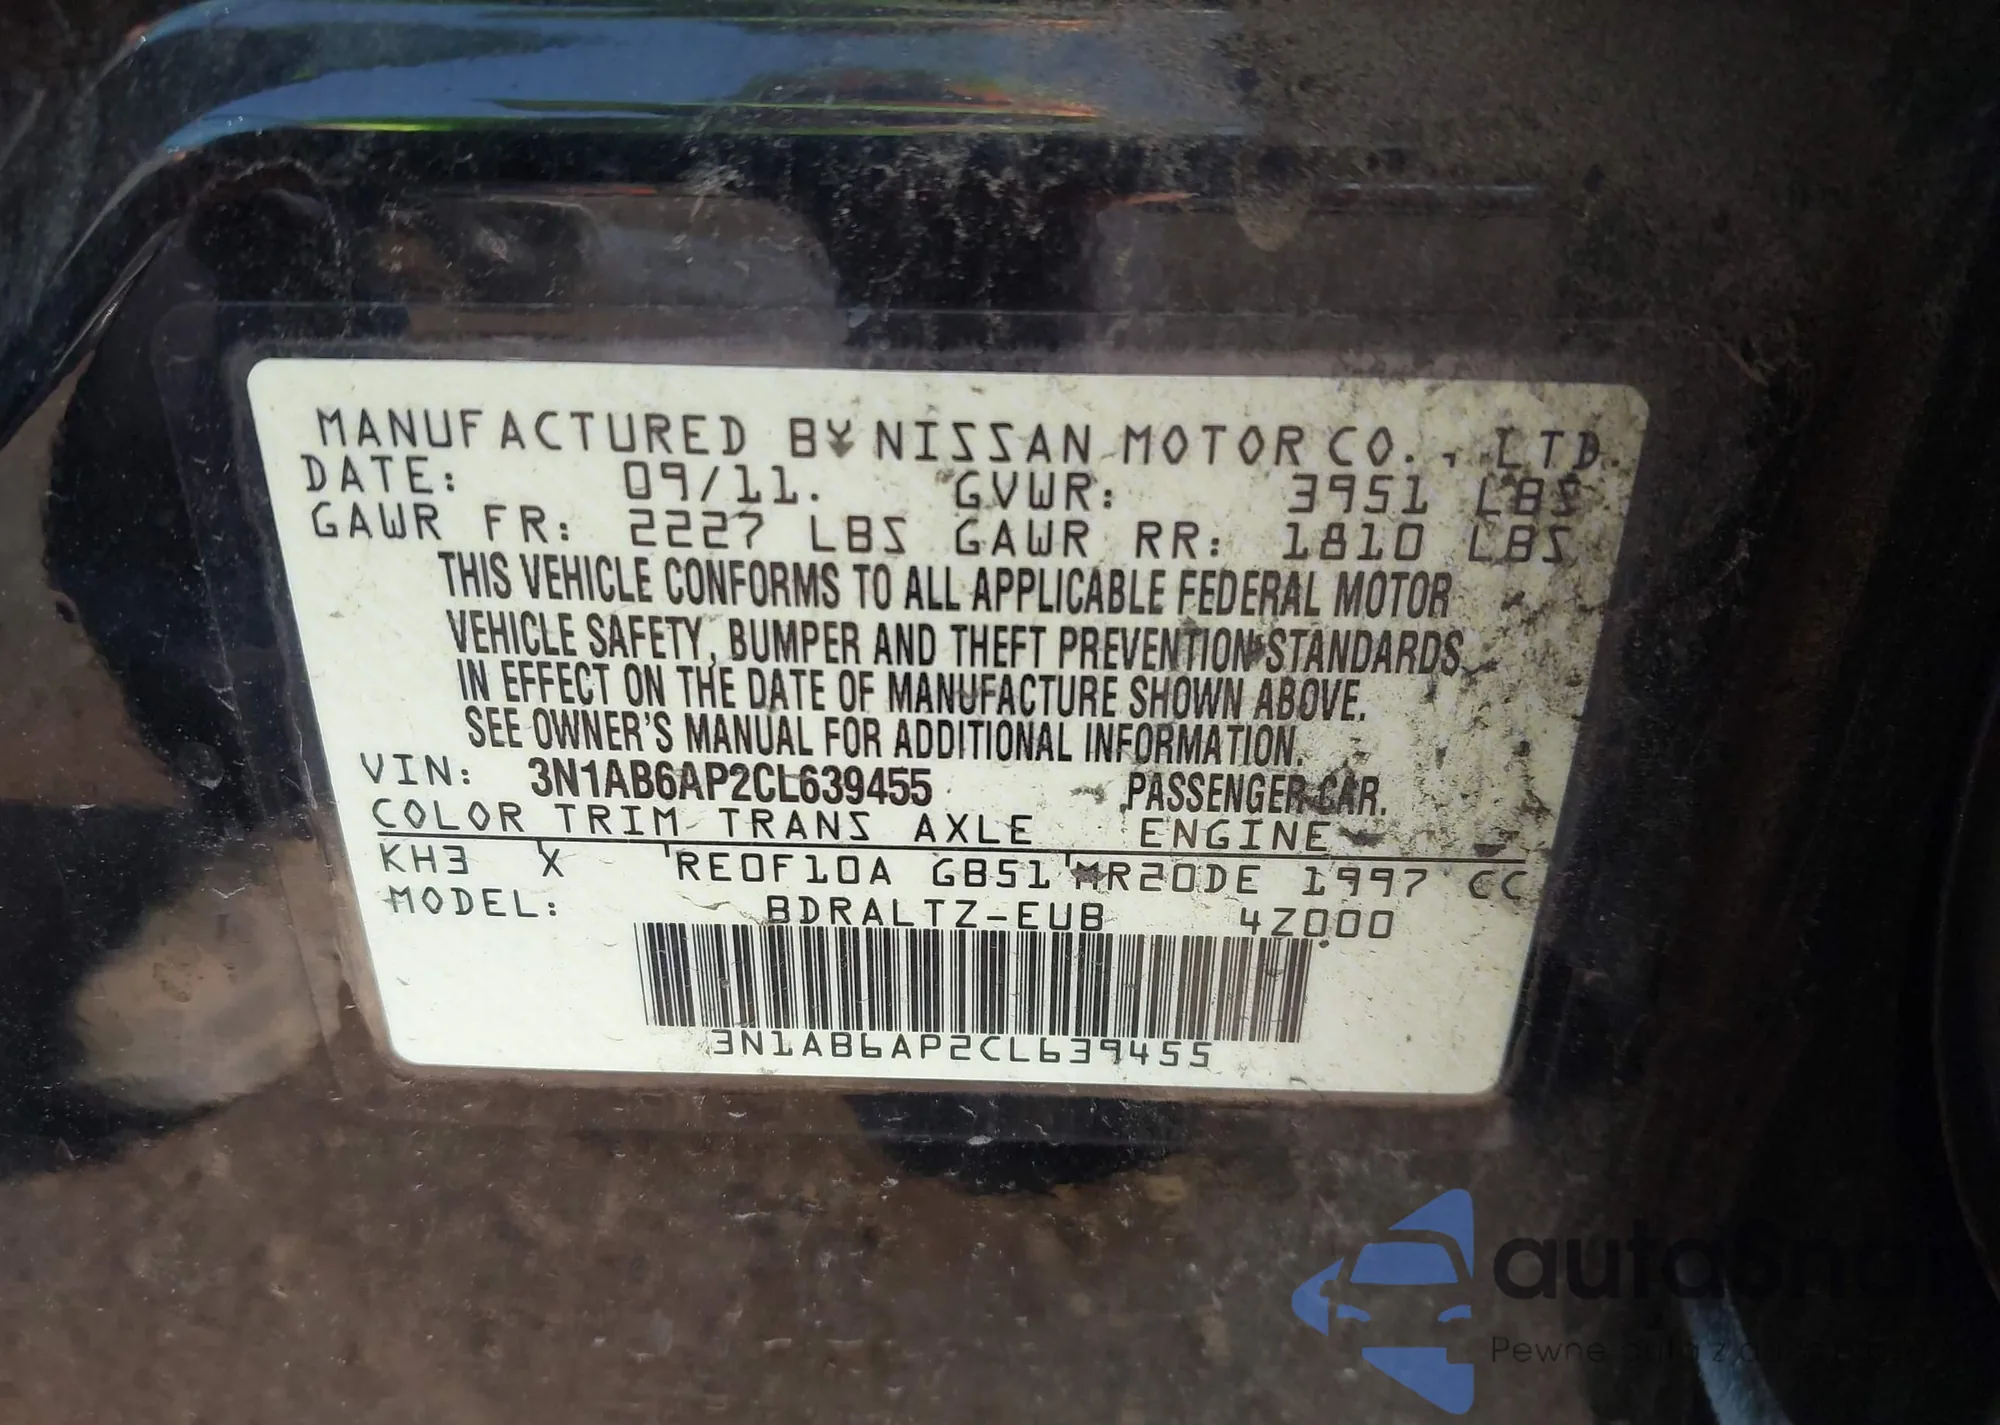 MANUFACTURED BY NISSAN MOTOR CO., LTD.
DATE: 09/11. GVWR: 3951 LBS
GAWR FR: 2227 LBS GAWR RR: 1810 LBS
THIS VEHICLE CONFORMS TO ALL APPLICABLE FEDERAL MOTOR
VEHICLE SAFETY, BUMPER AND THEFT PREVENTION STANDARDS
IN EFFECT ON THE DATE OF MANUFACTURE SHOWN ABOVE.
SEE OWNER'S MANUAL FOR ADDITIONAL INFORMATION.
VIN: 3N1AB6AP2CL639455 PASSENGER CAR.
COLOR TRIM TRANS AXLE ENGINE
KH3 X RE0F10A GB51 MR20DE 1997 CC
MODEL: BDRALTZ-EUB 4Z000
3N1AB6AP2CL639455
Pewne auta z